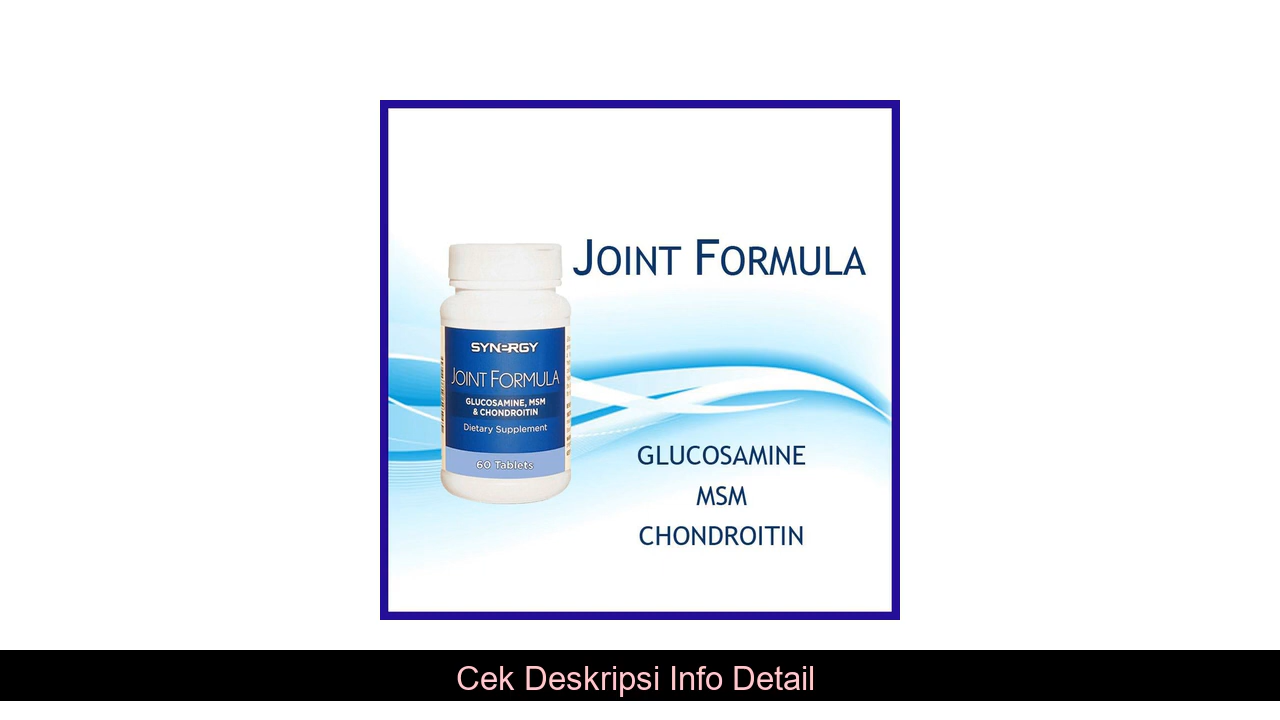 JOINT FORMULA
SYNERGY
JOINT FORMULA
GLUCOSAMINE, MSM
& CHONDROITIN
Dietary Supplement
60 Tablets
GLUCOSAMINE
MSM
CHONDROITIN
Cek Deskripsi Info Detail